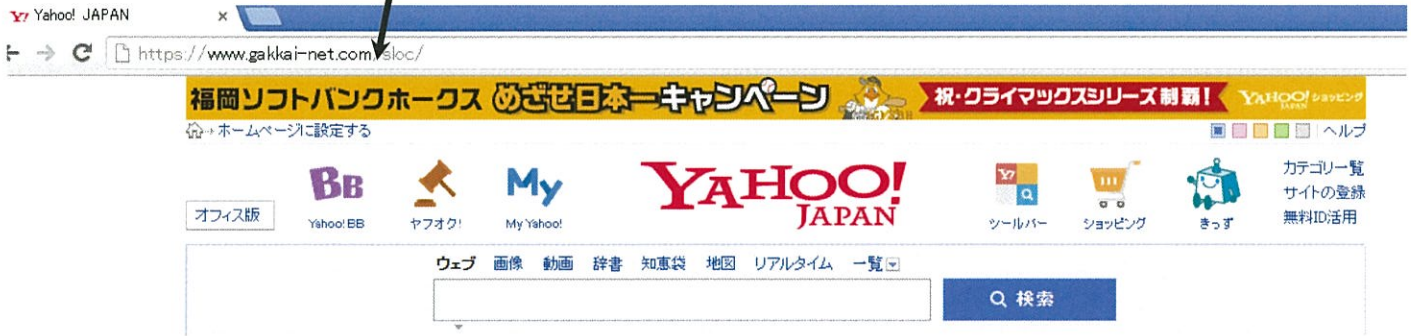 Yahoo! JAPAN
https://www.gakkai-net.com/sloc/
福岡ソフトバンクホークス めざせ日本一キャンペーン 祝・クライマックスシリーズ制覇! YAHOO!ショッピング JAPAN
→ホームページに設定する ヘルプ
BB My YAHOO! JAPAN Y7 カテゴリ一覧
サイトの登録
オフィス版 Yahoo! BB ヤフオク! My Yahoo! ツールバー ショッピング きっず 無料ID活用
ウェブ 画像 動画 辞書 知恵袋 地図 リアルタイム 一覧
検索